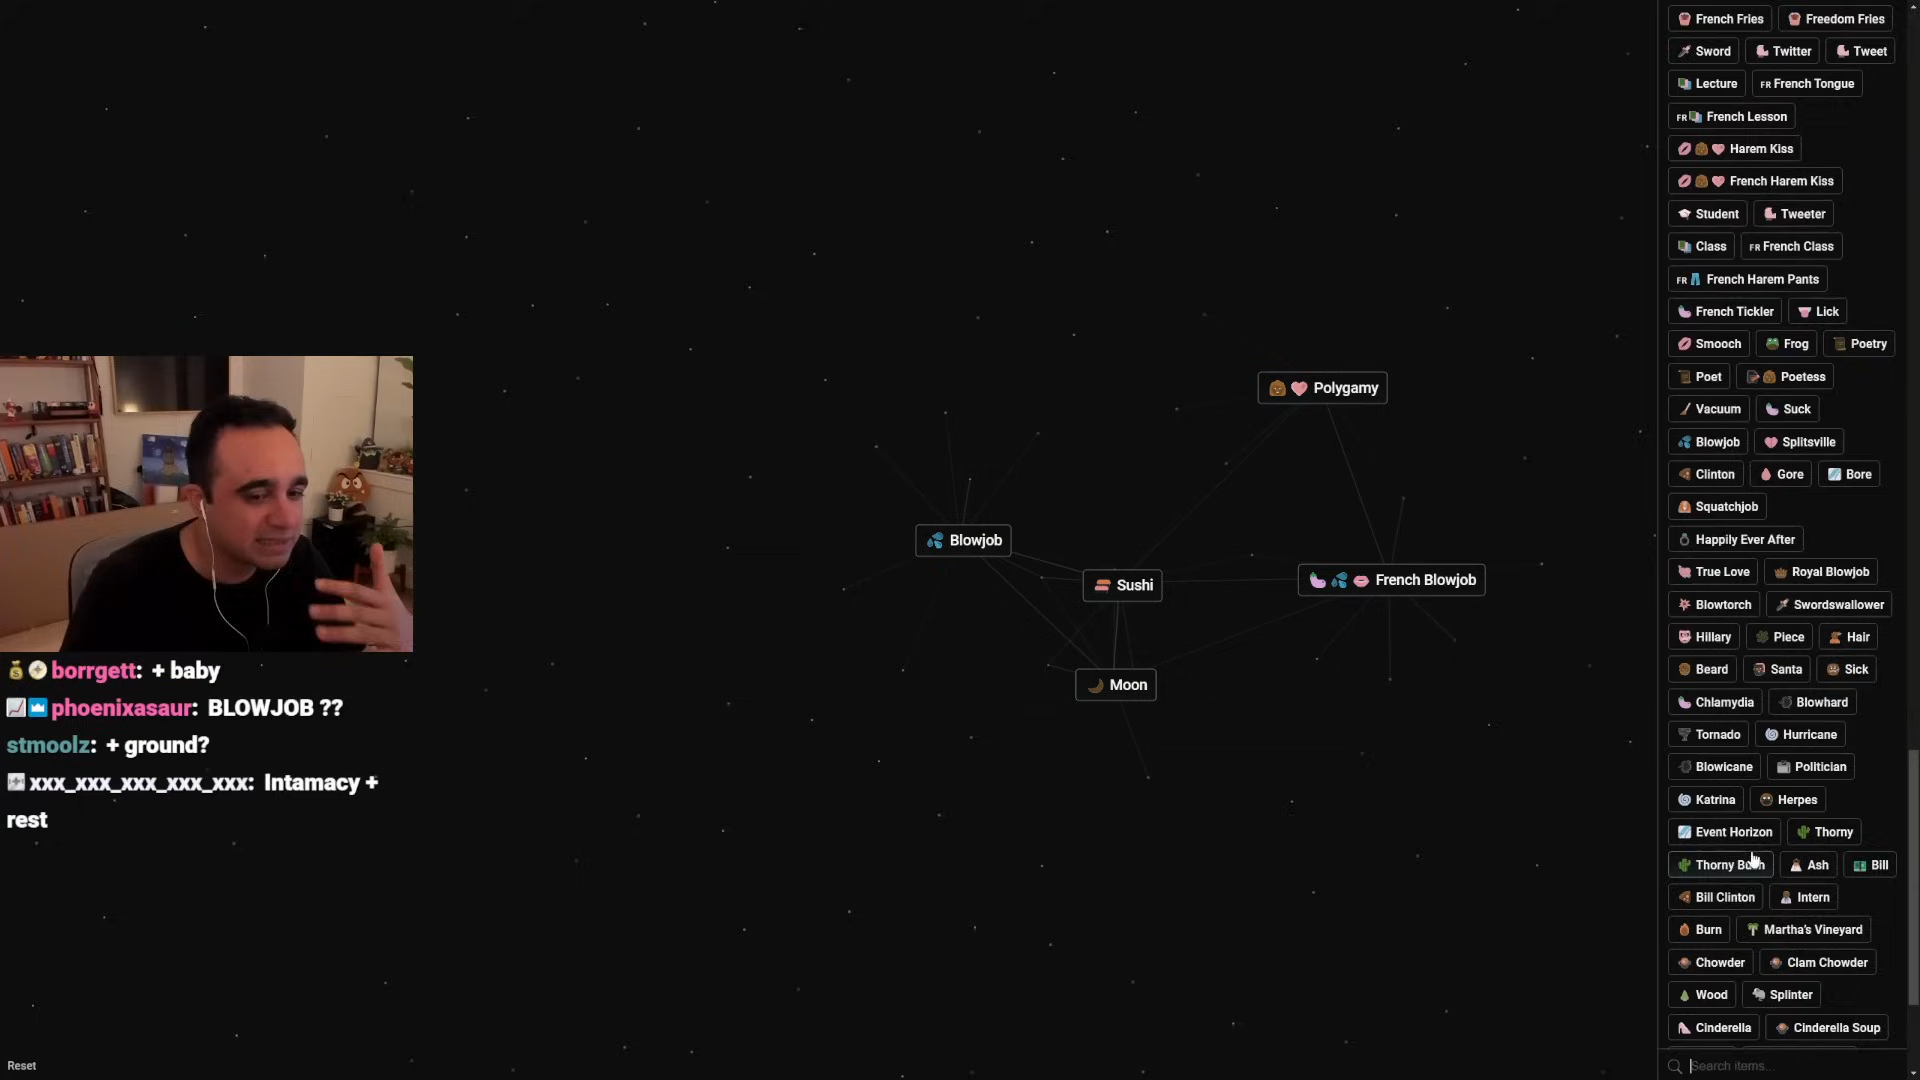 French Fries Freedom Fries
Sword Twitter Tweet
Lecture FR French Tongue
FR French Lesson
Harem Kiss
French Harem Kiss
Student Tweeter
Class FR French Class
FR French Harem Pants
French Tickler Lick
Smooch Frog Poetry
Poet Poetess
Vacuum Suck
Blowjob Splitsville
Clinton Gore Bore
Squatchjob
Happily Ever After
True Love Royal Blowjob
Blowtorch Swordswallower
Hillary Piece Hair
Beard Santa Sick
Chlamydia Blowhard
Tornado Hurricane
Blowicane Politician
Katrina Herpes
Event Horizon Thorny
Thorny Ash Bill
Bill Clinton Intern
Burn Martha's Vineyard
Chowder Clam Chowder
Wood Splinter
Cinderella Cinderella Soup
Search items...
Polygamy
Blowjob
Sushi
French Blowjob
Moon
borrgett: + baby
phoenixasaur: BLOWJOB ??
stmoolz: + ground?
xxx_xxx_xxx_xxx_xxx: Intamacy +
rest
Reset